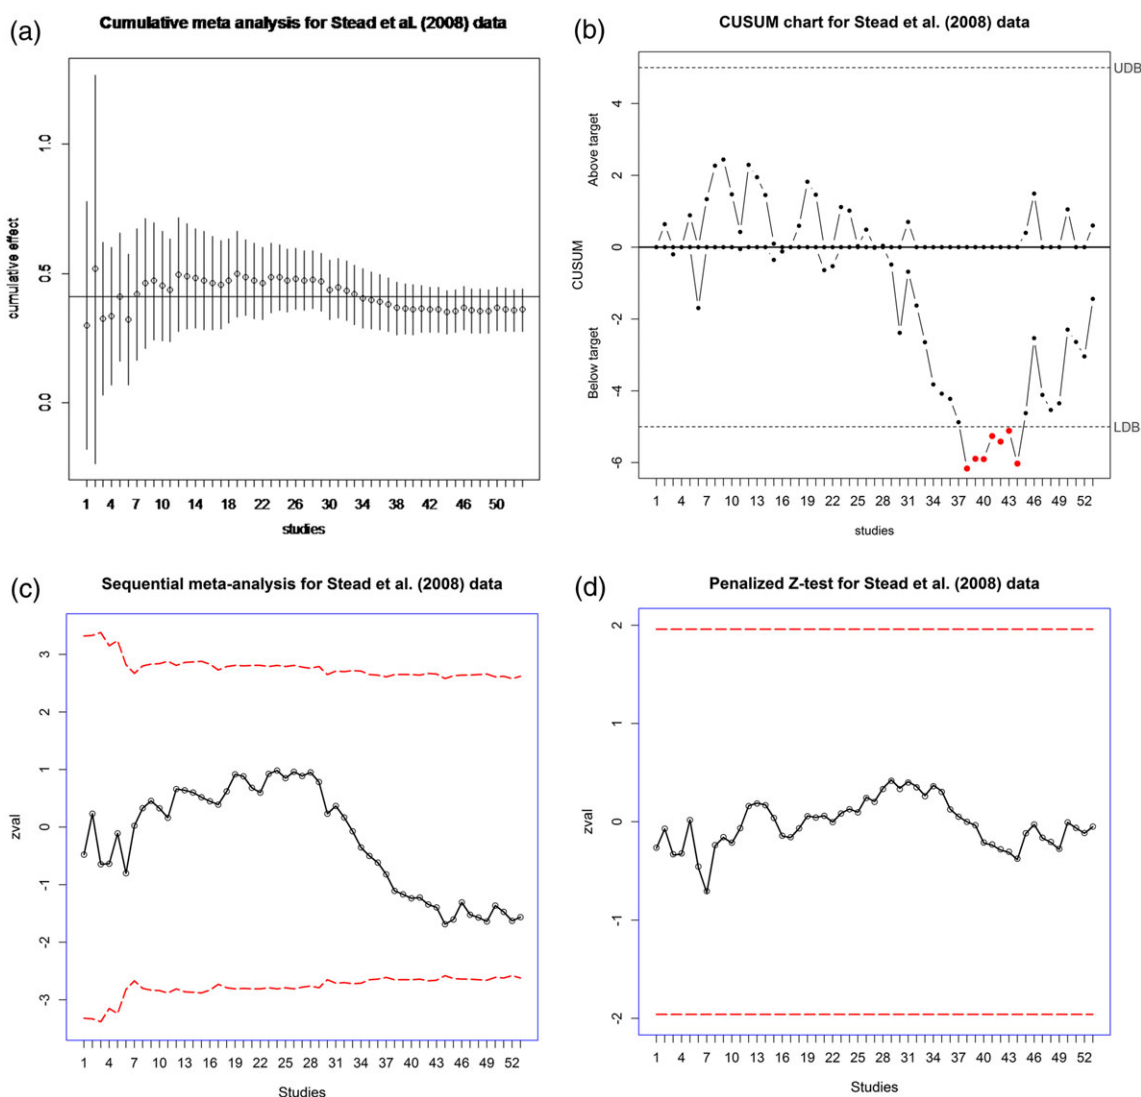 (a)
Cumulative meta analysis for Stead et al. (2008) data
cumulative effect
1.0
0.5
0.0
1 4 7 10 14 18 22 26 30 34 38 42 46 50
studies
(b)
CUSUM chart for Stead et al. (2008) data
CUSUM
Above target
Below target
4
2
0
-2
-4
-6
UDB
LDB
1 4 7 10 13 16 19 22 25 28 31 34 37 40 43 46 49 52
studies
(c)
Sequential meta-analysis for Stead et al. (2008) data
zval
3
2
1
0
-1
-2
-3
1 4 7 10 13 16 19 22 25 28 31 34 37 40 43 46 49 52
Studies
(d)
Penalized Z-test for Stead et al. (2008) data
zval
2
1
0
-1
-2
1 4 7 10 13 16 19 22 25 28 31 34 37 40 43 46 49 52
Studies